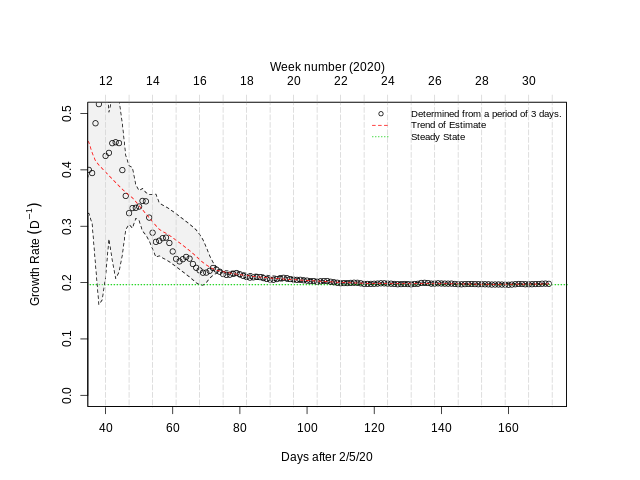 Week number (2020)
12 14 16 18 20 22 24 26 28 30
Determined from a period of 3 days.
Trend of Estimate
Steady State
0.5
0.4
0.3
0.2
0.1
0.0
Growth Rate (D⁻¹)
40 60 80 100 120 140 160
Days after 2/5/20